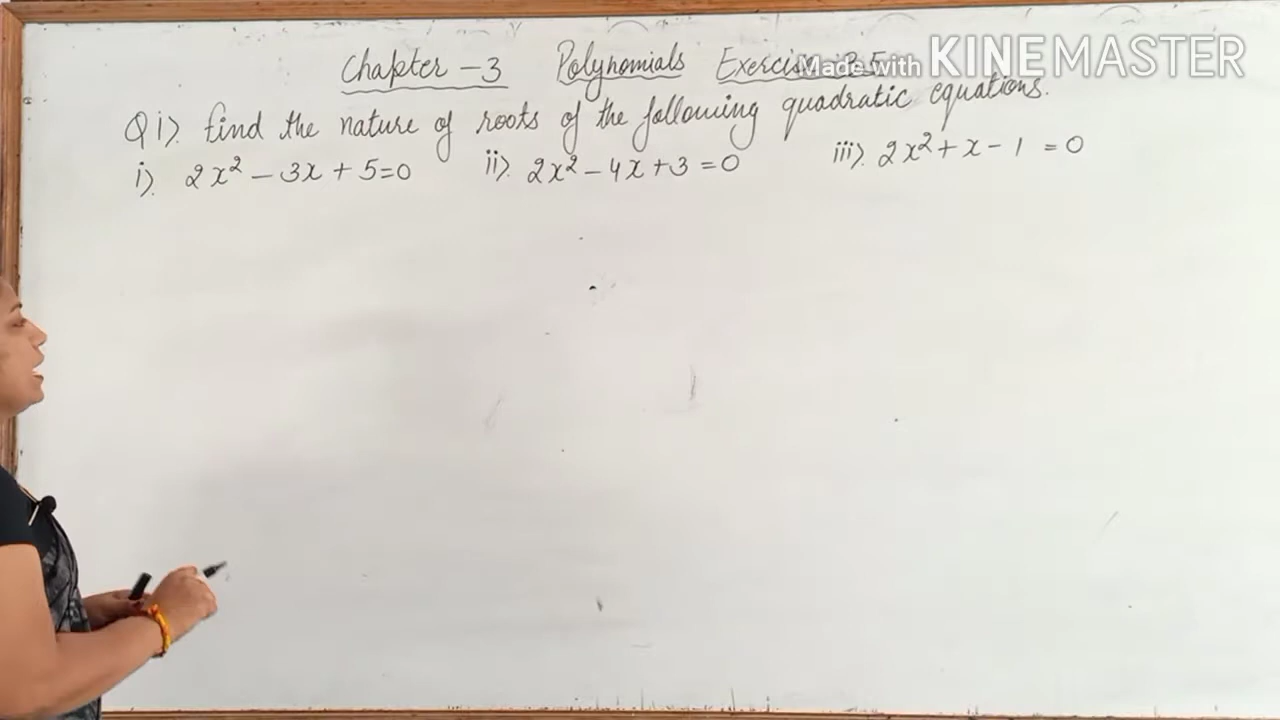 Chapter - 3 Polynomials Exercise 3.5
Made with KINEMASTER
Q 1). find the nature of roots of the following quadratic equations.
i). 2x² - 3x + 5=0 ii). 2x² - 4x + 3 = 0 iii). 2x² + x - 1 = 0